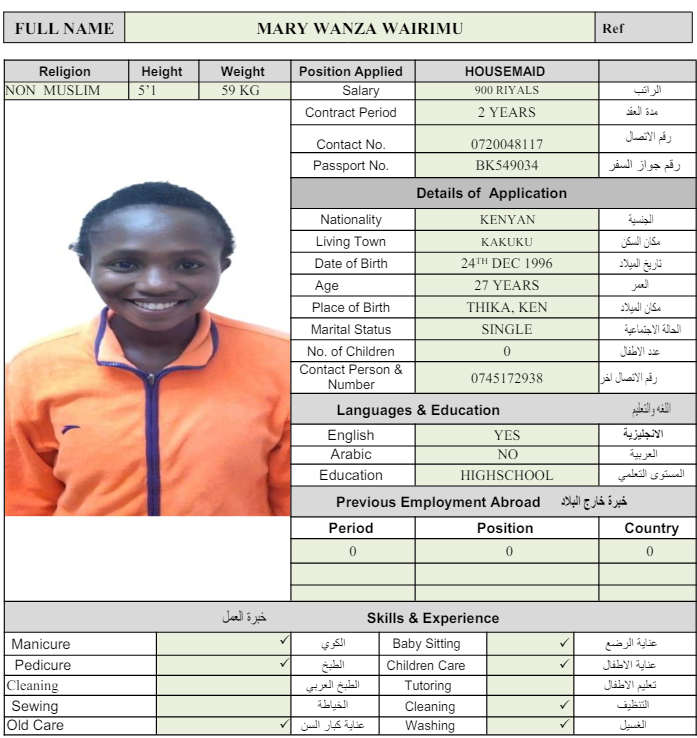 FULL NAME MARY WANZA WAIRIMU Ref
Religion Height Weight Position Applied HOUSEMAID
NON MUSLIM 5’1 59 KG Salary 900 RIYALS الراتب
Contract Period 2 YEARS مدة العقد
Contact No. 0720048117 رقم الاتصال
Passport No. BK549034 رقم جواز السفر
Details of Application
Nationality KENYAN الجنسية
Living Town KAKUKU مكان السكن
Date of Birth 24TH DEC 1996 تاريخ الميلاد
Age 27 YEARS العمر
Place of Birth THIKA, KEN مكان الميلاد
Marital Status SINGLE الحالة الاجتماعية
No. of Children 0 عدد الاطفال
Contact Person & Number 0745172938 رقم الاتصال اخر
Languages & Education اللغه والتعليم
English YES الانجليزية
Arabic NO العربية
Education HIGHSCHOOL المستوى التعلمي
Previous Employment Abroad خبرة خارج البلاد
Period Position Country
0 0 0
خبرة العمل Skills & Experience
Manicure ✓ الكوي Baby Sitting ✓ عناية الرضع
Pedicure ✓ الطبخ Children Care ✓ عناية الاطفال
Cleaning الطبخ العربي Tutoring تعليم الاطفال
Sewing الخياطة Cleaning ✓ التنظيف
Old Care ✓ عناية كبار السن Washing ✓ الغسيل